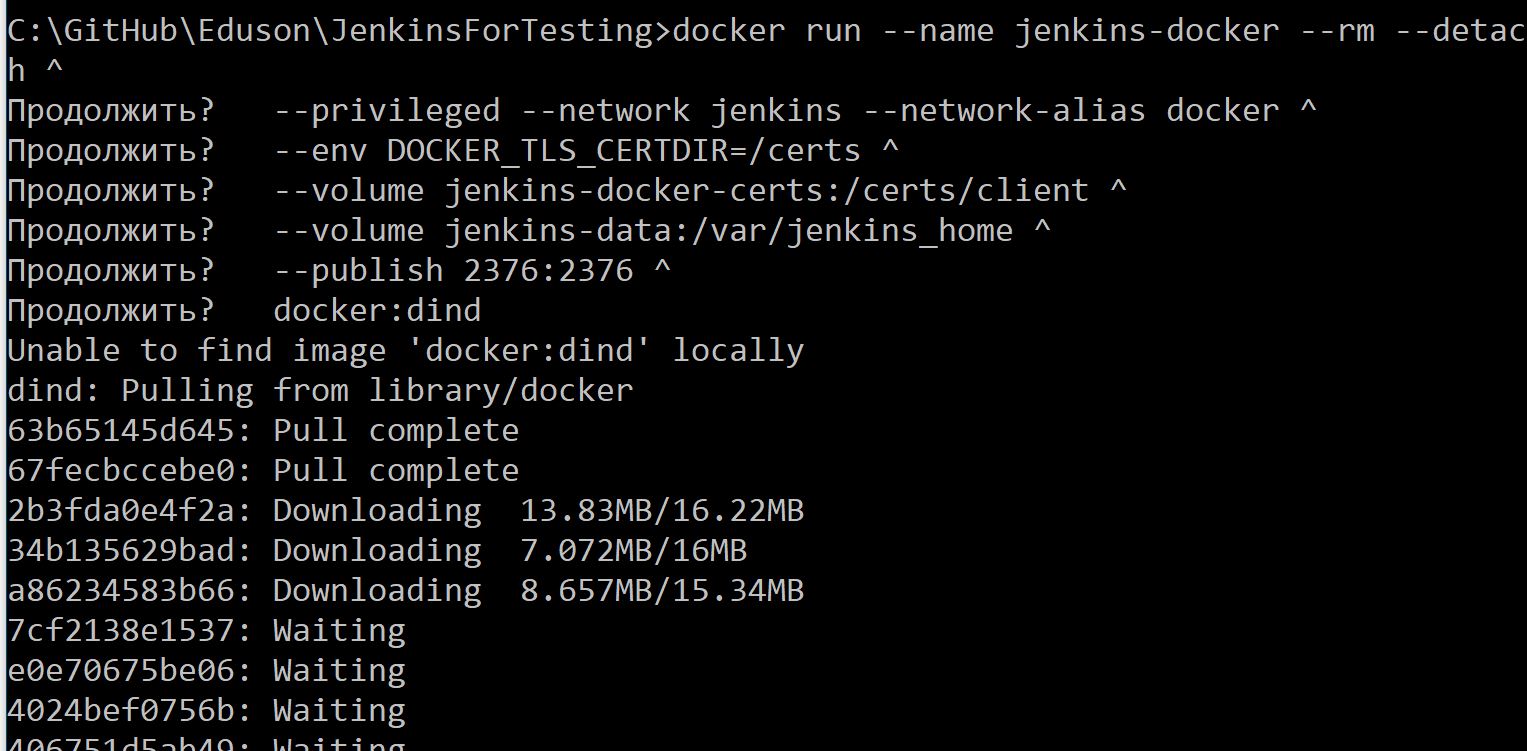 C:\GitHub\Eduson\JenkinsForTesting>docker run --name jenkins-docker --rm --detac
h ^
Продолжить?   --privileged --network jenkins --network-alias docker ^
Продолжить?   --env DOCKER_TLS_CERTDIR=/certs ^
Продолжить?   --volume jenkins-docker-certs:/certs/client ^
Продолжить?   --volume jenkins-data:/var/jenkins_home ^
Продолжить?   --publish 2376:2376 ^
Продолжить?   docker:dind
Unable to find image 'docker:dind' locally
dind: Pulling from library/docker
63b65145d645: Pull complete
67fecbccebe0: Pull complete
2b3fda0e4f2a: Downloading  13.83MB/16.22MB
34b135629bad: Downloading  7.072MB/16MB
a86234583b66: Downloading  8.657MB/15.34MB
7cf2138e1537: Waiting
e0e70675be06: Waiting
4024bef0756b: Waiting
406751d5ab49: Waiting